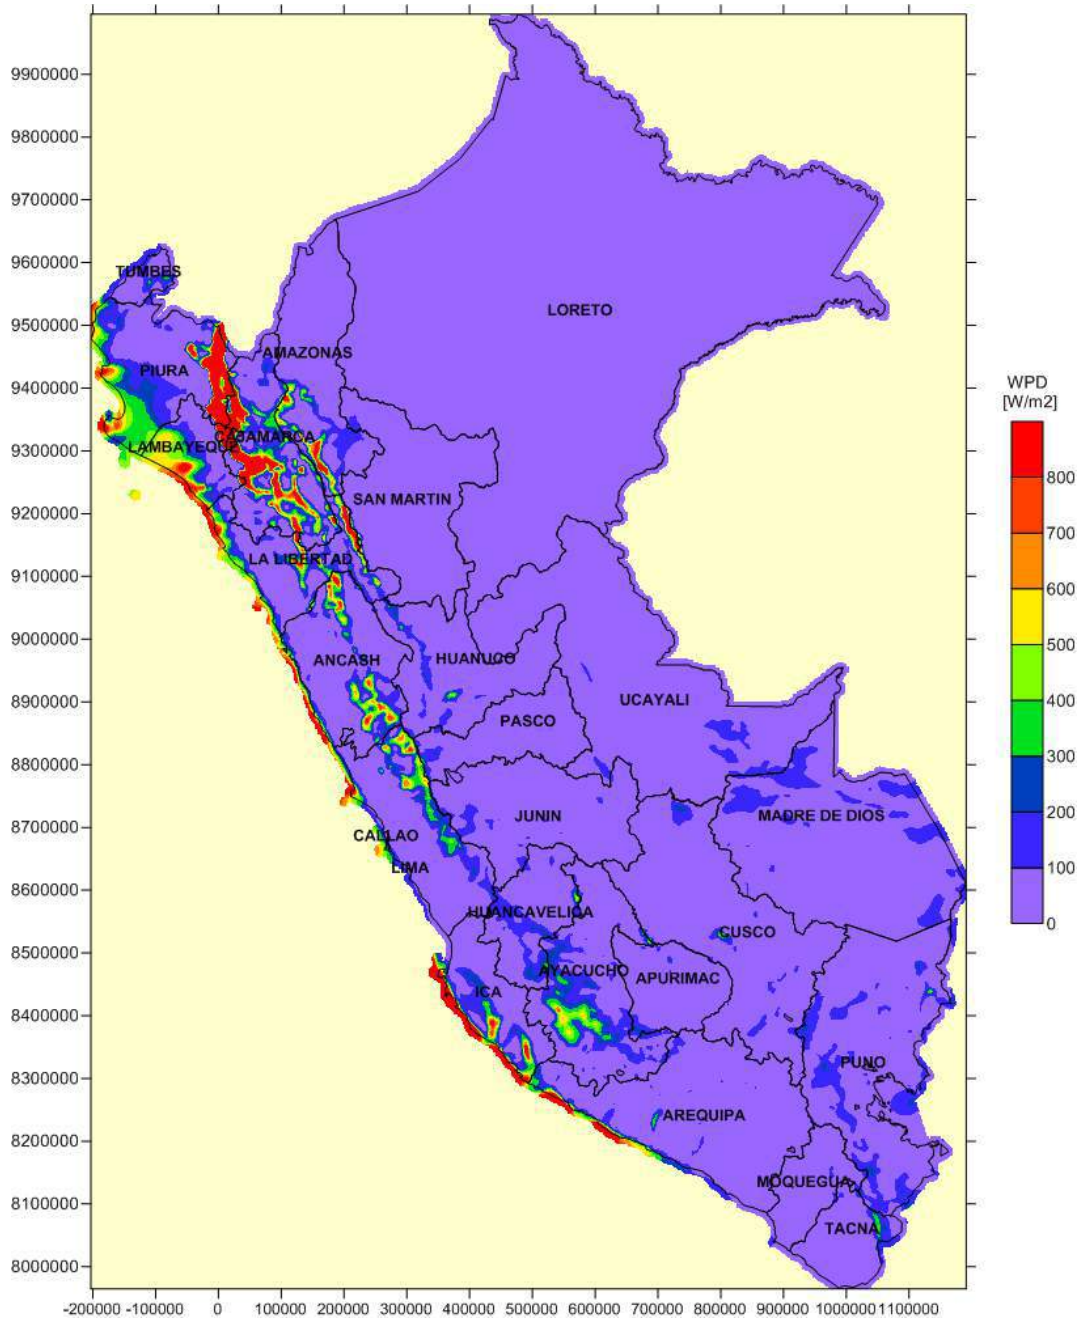 9900000
9800000
9700000
9600000
9500000
9400000
9300000
9200000
9100000
9000000
8900000
8800000
8700000
8600000
8500000
8400000
8300000
8200000
8100000
8000000
-200000 -100000 0 100000 200000 300000 400000 500000 600000 700000 800000 900000 1000000 1100000
TUMBES
LORETO
AMAZONAS
PIURA
CAJAMARCA
LAMBAYEQUE
SAN MARTIN
LA LIBERTAD
ANCASH
HUANUCO
UCAYALI
PASCO
JUNIN
MADRE DE DIOS
CALLAO
LIMA
HUANCAVELICA
CUSCO
AYACUCHO
APURIMAC
ICA
PUNO
AREQUIPA
MOQUEGUA
TACNA
WPD
[W/m2]
800
700
600
500
400
300
200
100
0